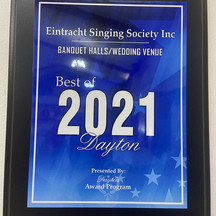 Eintracht Singing Society Inc
BANQUET HALLS/WEDDING VENUE
Best of
2021
Dayton
Presented By:
Award Program